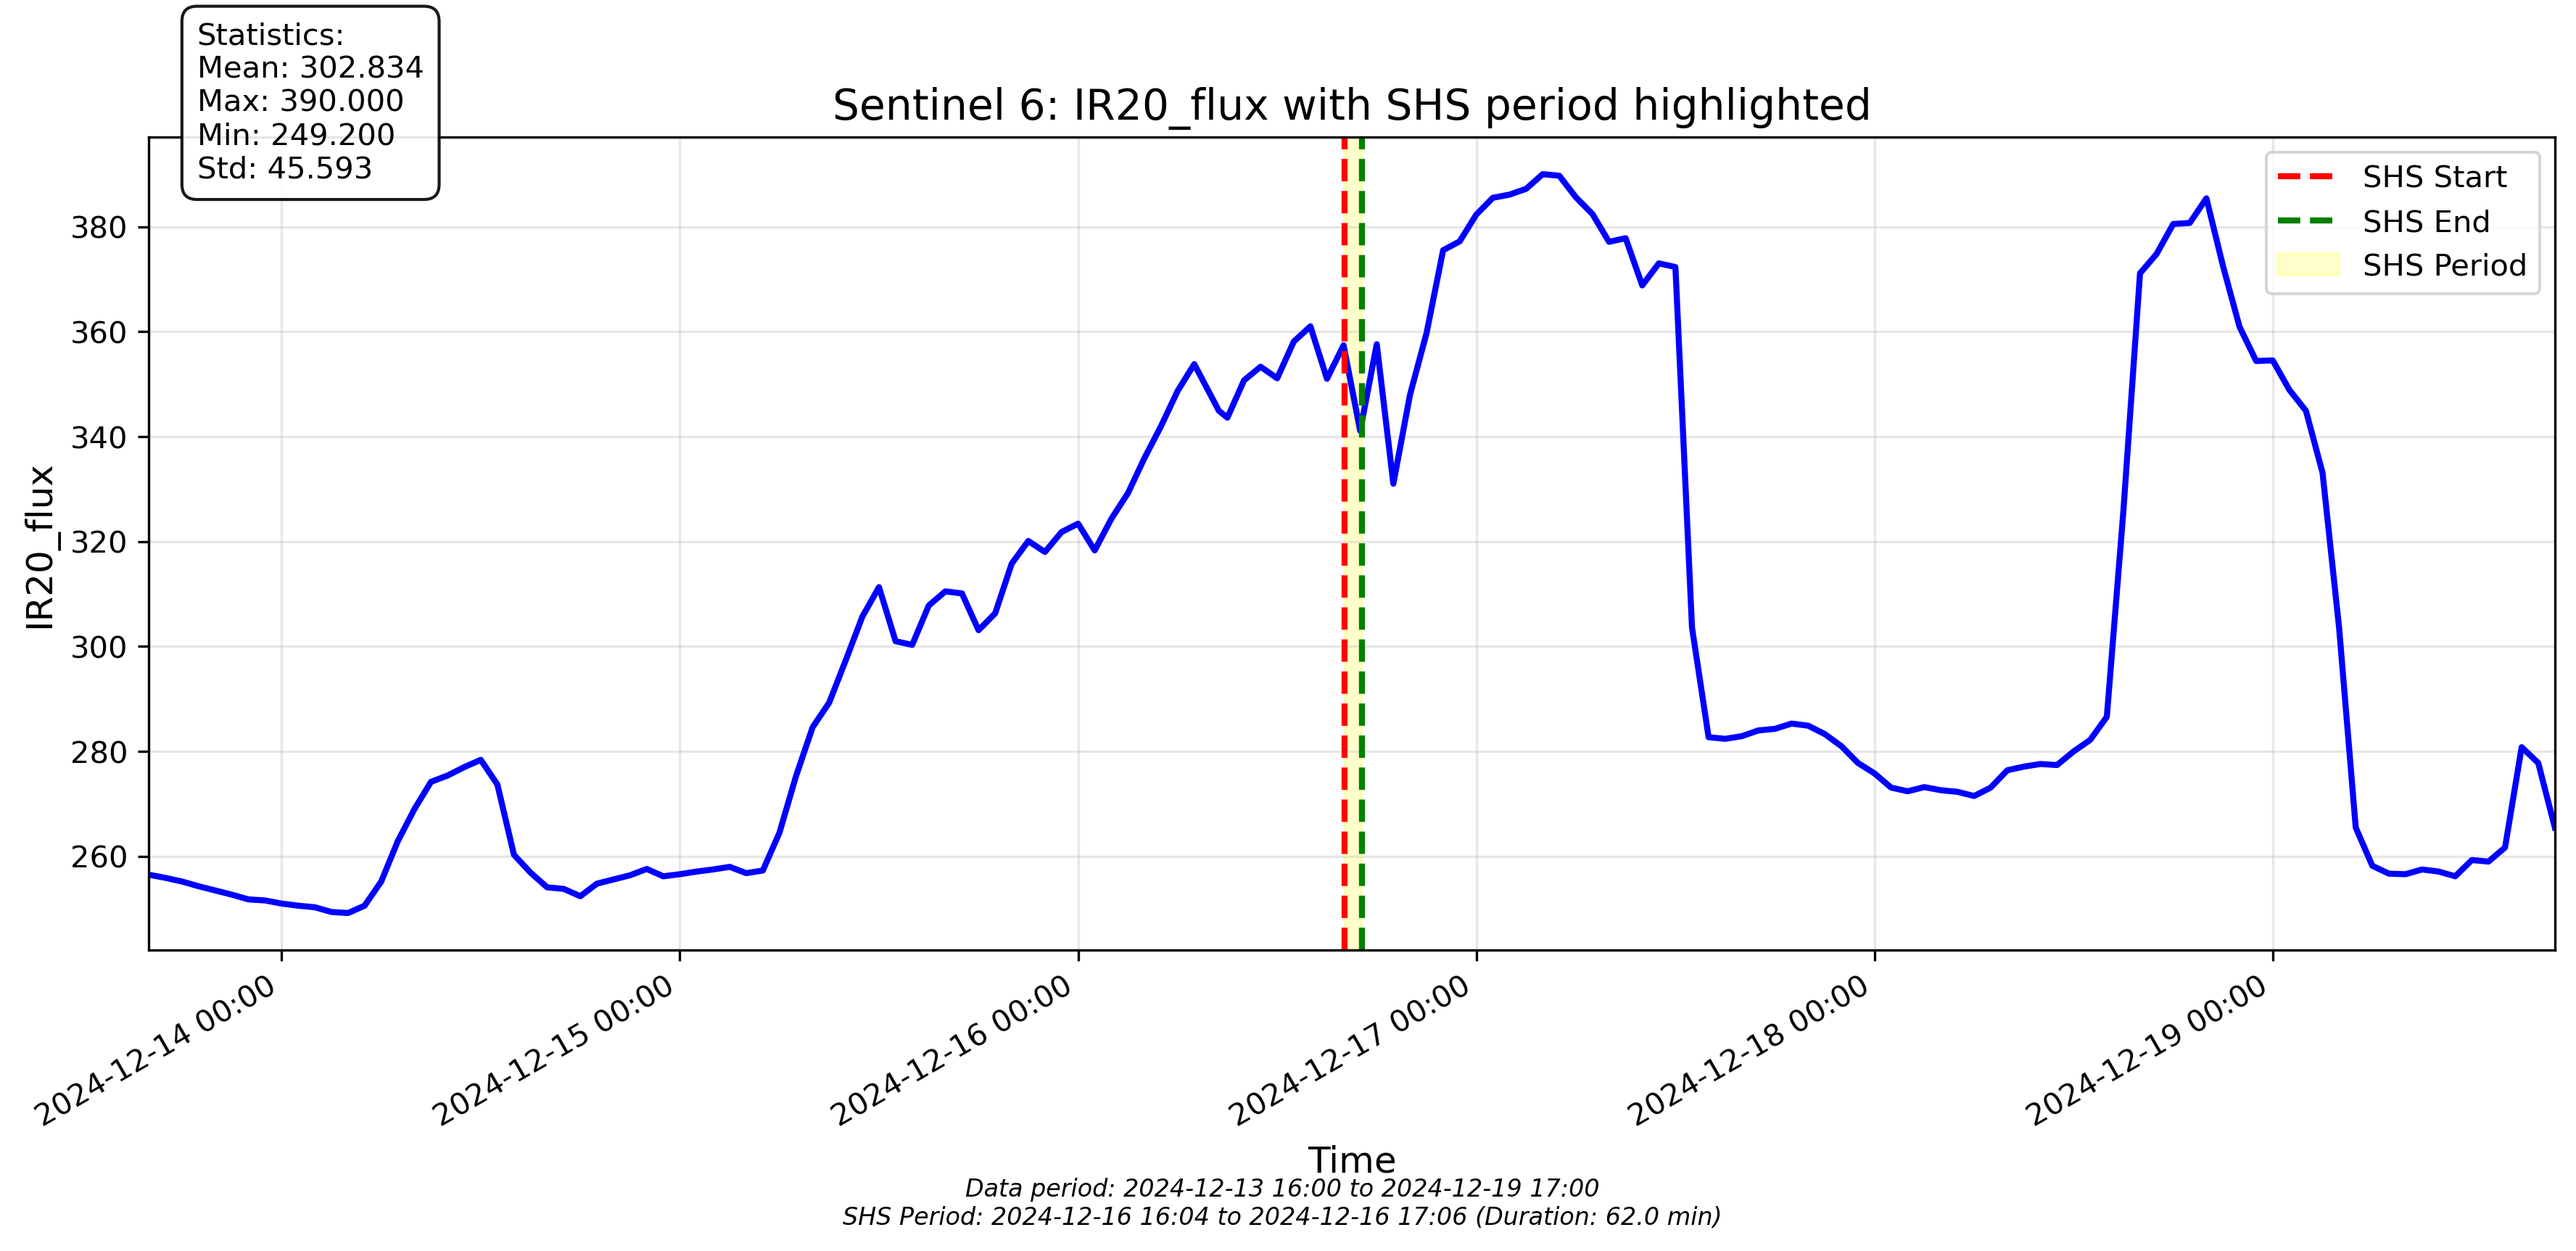 Statistics:
Mean: 302.834
Max: 390.000
Min: 249.200
Std: 45.593
Sentinel 6: IR20_flux with SHS period highlighted
SHS Start
SHS End
SHS Period
380
360
340
320
300
280
260
IR20_flux
2024-12-14 00:00
2024-12-15 00:00
2024-12-16 00:00
2024-12-17 00:00
2024-12-18 00:00
2024-12-19 00:00
Time
Data period: 2024-12-13 16:00 to 2024-12-19 17:00
SHS Period: 2024-12-16 16:04 to 2024-12-16 17:06 (Duration: 62.0 min)